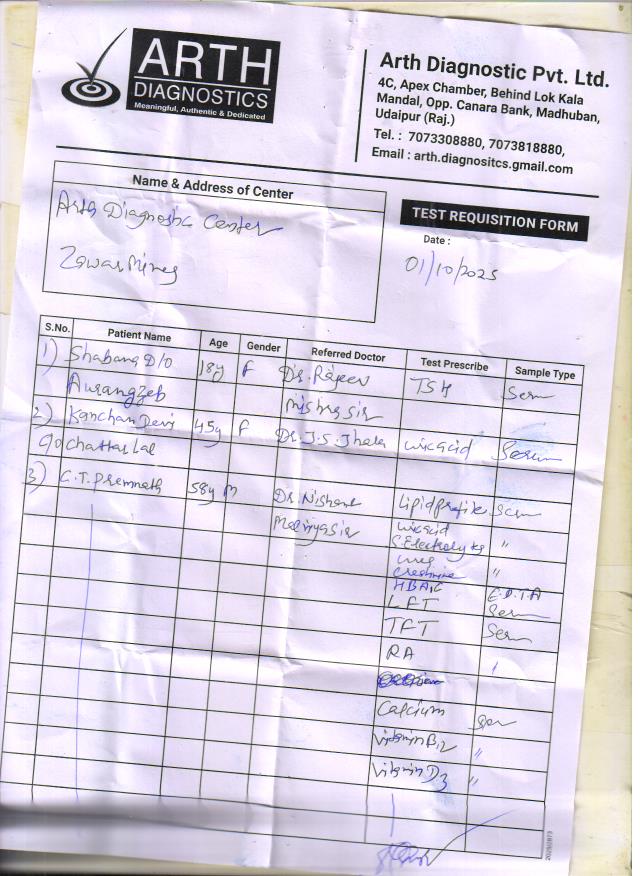 ARTH
DIAGNOSTICS
Meaningful, Authentic & Dedicated
Arth Diagnostic Pvt. Ltd.
4C, Apex Chamber, Behind Lok Kala
Mandal, Opp. Canara Bank, Madhuban,
Udaipur (Raj.)
Tel. : 7073308880, 7073818880,
Email : arth.diagnositcs.gmail.com
Name & Address of Center
Arth Diagnostic Center
Zawar Mines
TEST REQUISITION FORM
Date :
01/10/2025
S.No. Patient Name Age Gender Referred Doctor Test Prescribe Sample Type
1) Shabana D/O 18y F Dr. Rajeev TSH Serum
Aurangzeb Mishra sir
2) Kanchan Devi 45y F Dr. J.S. Jhala uric acid Serum
Chattar Lal
3) C.T. Premnath 58y M Dr. Nishant Lipid profile Serum
Malviya sir uric acid
S. Electrolytes "
urea
Creatinine "
HBA1C E.D.T.A
LFT Serum
TFT Serum
RA
Calcium Serum
Vitamin B12 "
Vitamin D3 "
2025/2873